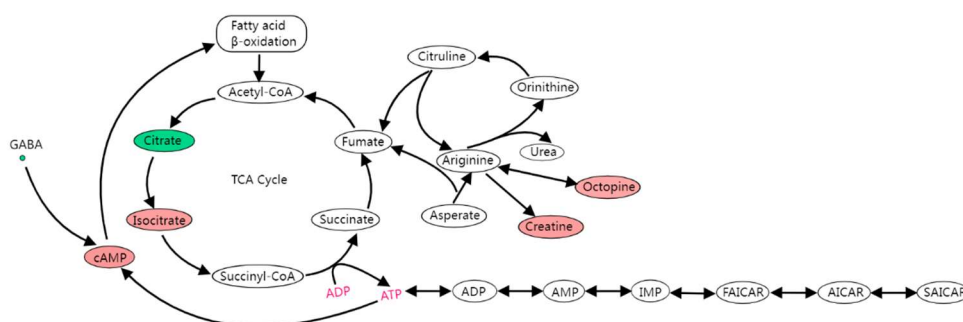 Fatty acid
β-oxidation
Citruline
Orinithine
Acetyl-CoA
GABA
Citrate
Fumate
Urea
Ariginine
TCA Cycle
Octopine
Isocitrate
Succinate
Asperate
Creatine
cAMP
Succinyl-CoA
ADP
ATP
ADP
AMP
IMP
FAICAR
AICAR
SAICAR